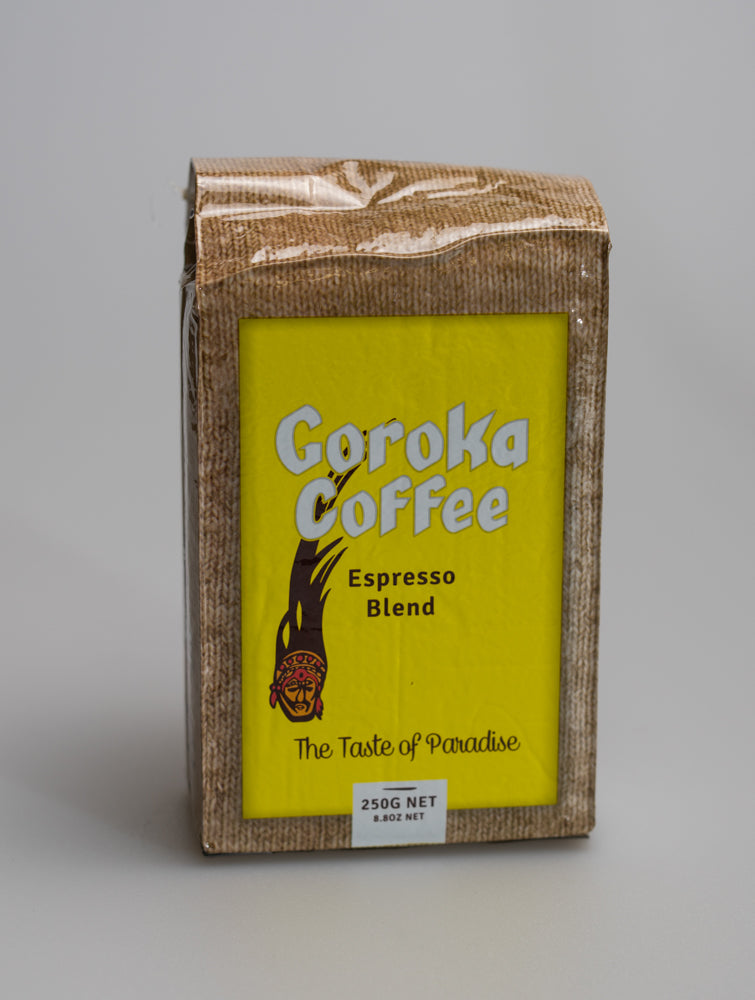 Goroka
Coffee
Espresso
Blend
The Taste of Paradise
250G NET
8.8OZ NET